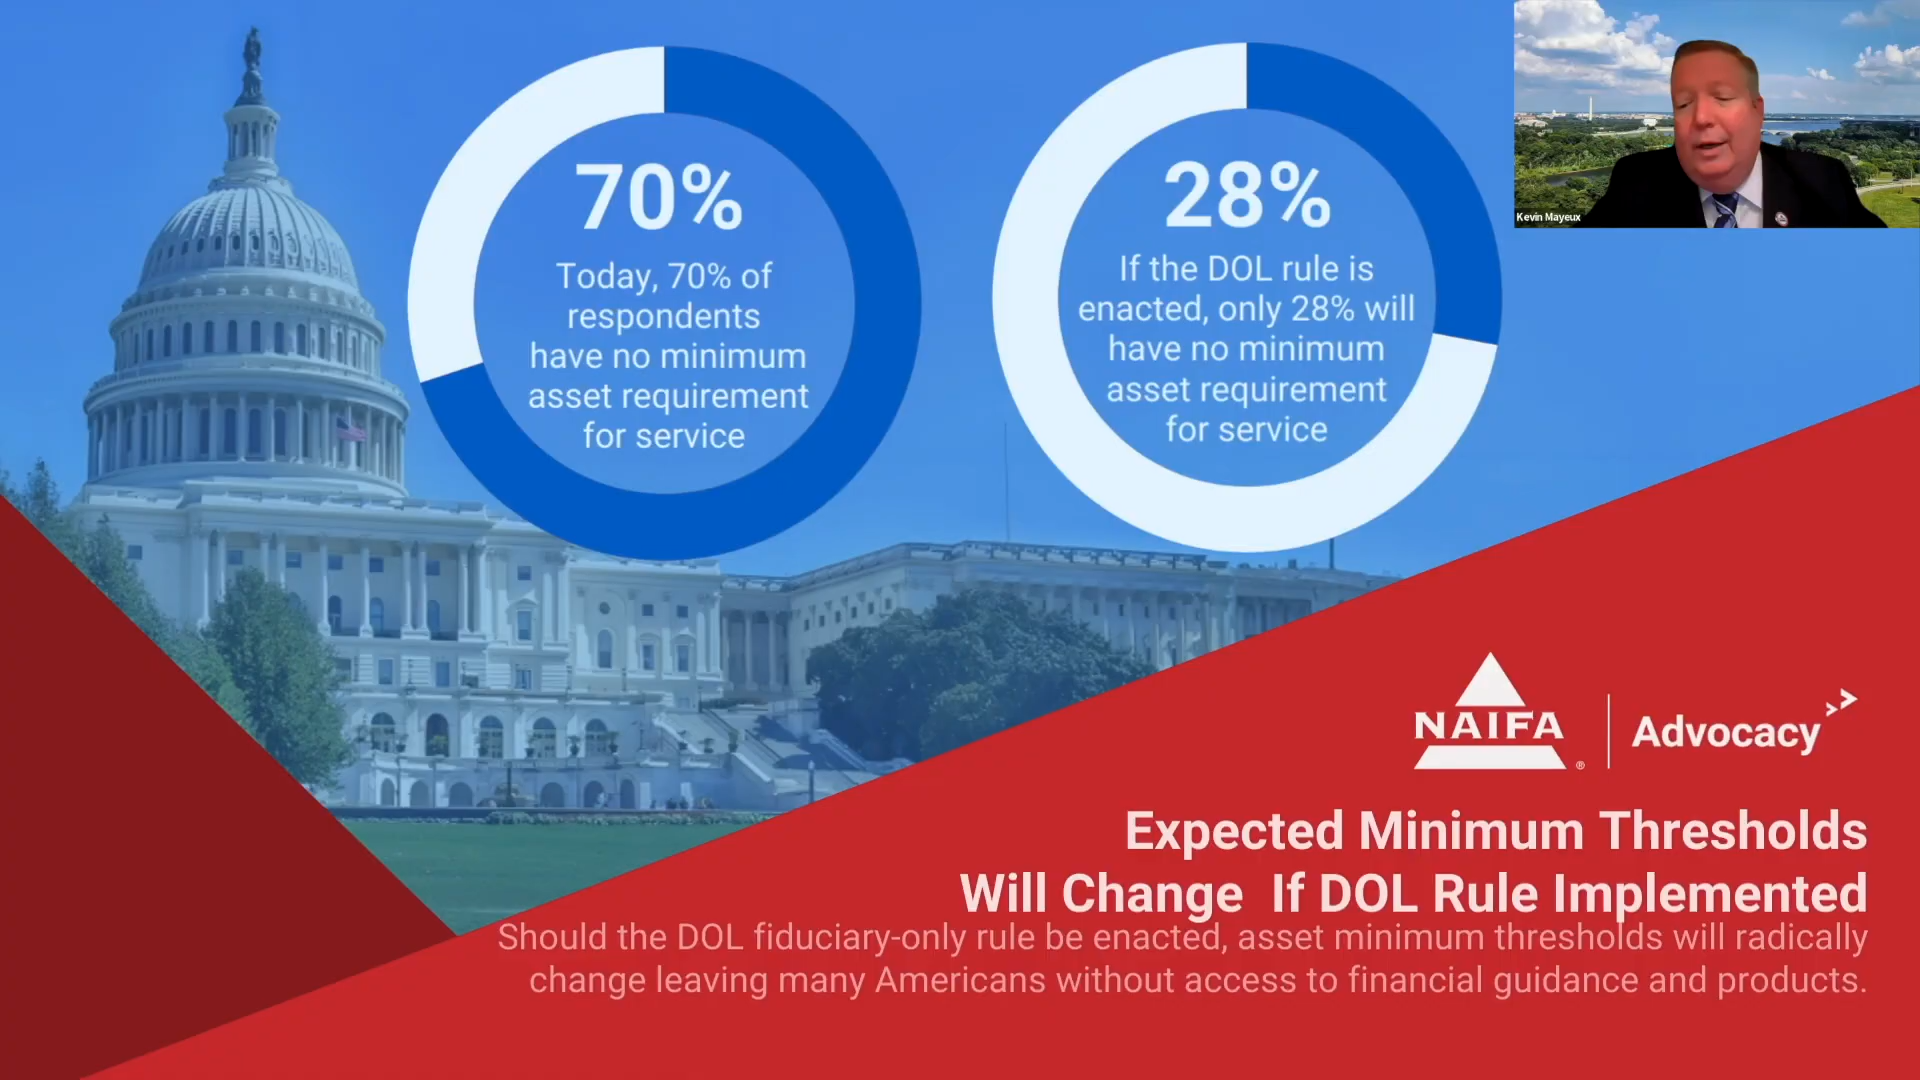 70%
Today, 70% of
respondents
have no minimum
asset requirement
for service
28%
If the DOL rule is
enacted, only 28% will
have no minimum
asset requirement
for service
Kevin Mayeux
NAIFA
®
Advocacy
Expected Minimum Thresholds
Will Change If DOL Rule Implemented
Should the DOL fiduciary-only rule be enacted, asset minimum thresholds will radically
change leaving many Americans without access to financial guidance and products.